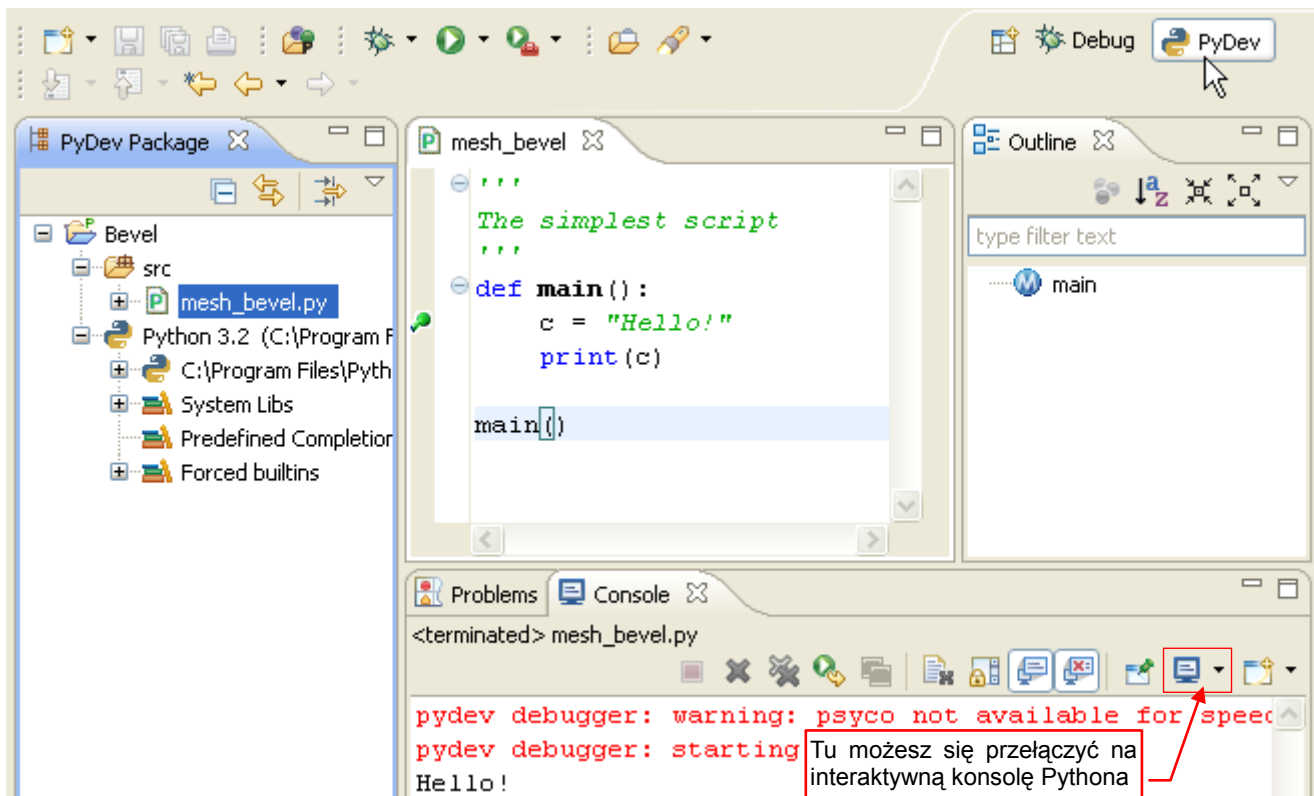 Debug
PyDev
PyDev Package
Bevel
src
mesh_bevel.py
Python 3.2 (C:\Program F
C:\Program Files\Pyth
System Libs
Predefined Completion
Forced builtins
mesh_bevel
'''
The simplest script
'''
def main():
c = "Hello!"
print(c)
main()
Outline
type filter text
main
Problems
Console
<terminated> mesh_bevel.py
pydev debugger: warning: psyco not available for speed
pydev debugger: starting
Hello!
Tu możesz się przełączyć na
interaktywną konsolę Pythona